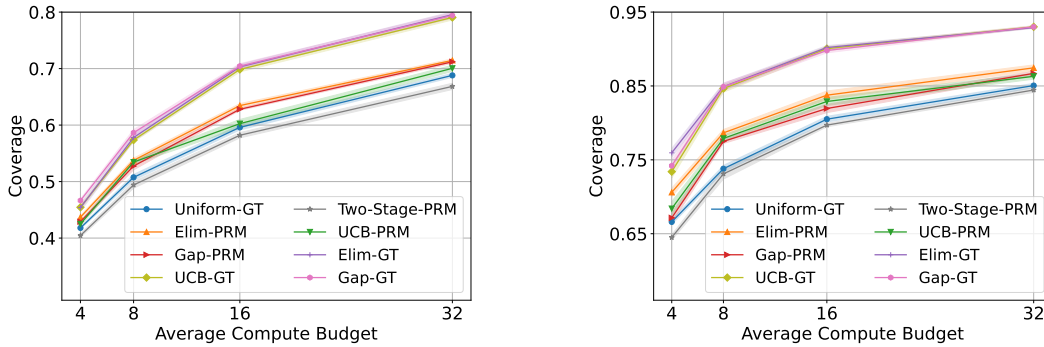 0.8
0.7
0.6
0.5
0.4
Coverage
Uniform-GT
Elim-PRM
Gap-PRM
UCB-GT
Two-Stage-PRM
UCB-PRM
Elim-GT
Gap-GT
4 8 16 32
Average Compute Budget
0.95
0.85
0.75
0.65
Coverage
Uniform-GT
Elim-PRM
Gap-PRM
UCB-GT
Two-Stage-PRM
UCB-PRM
Elim-GT
Gap-GT
4 8 16 32
Average Compute Budget